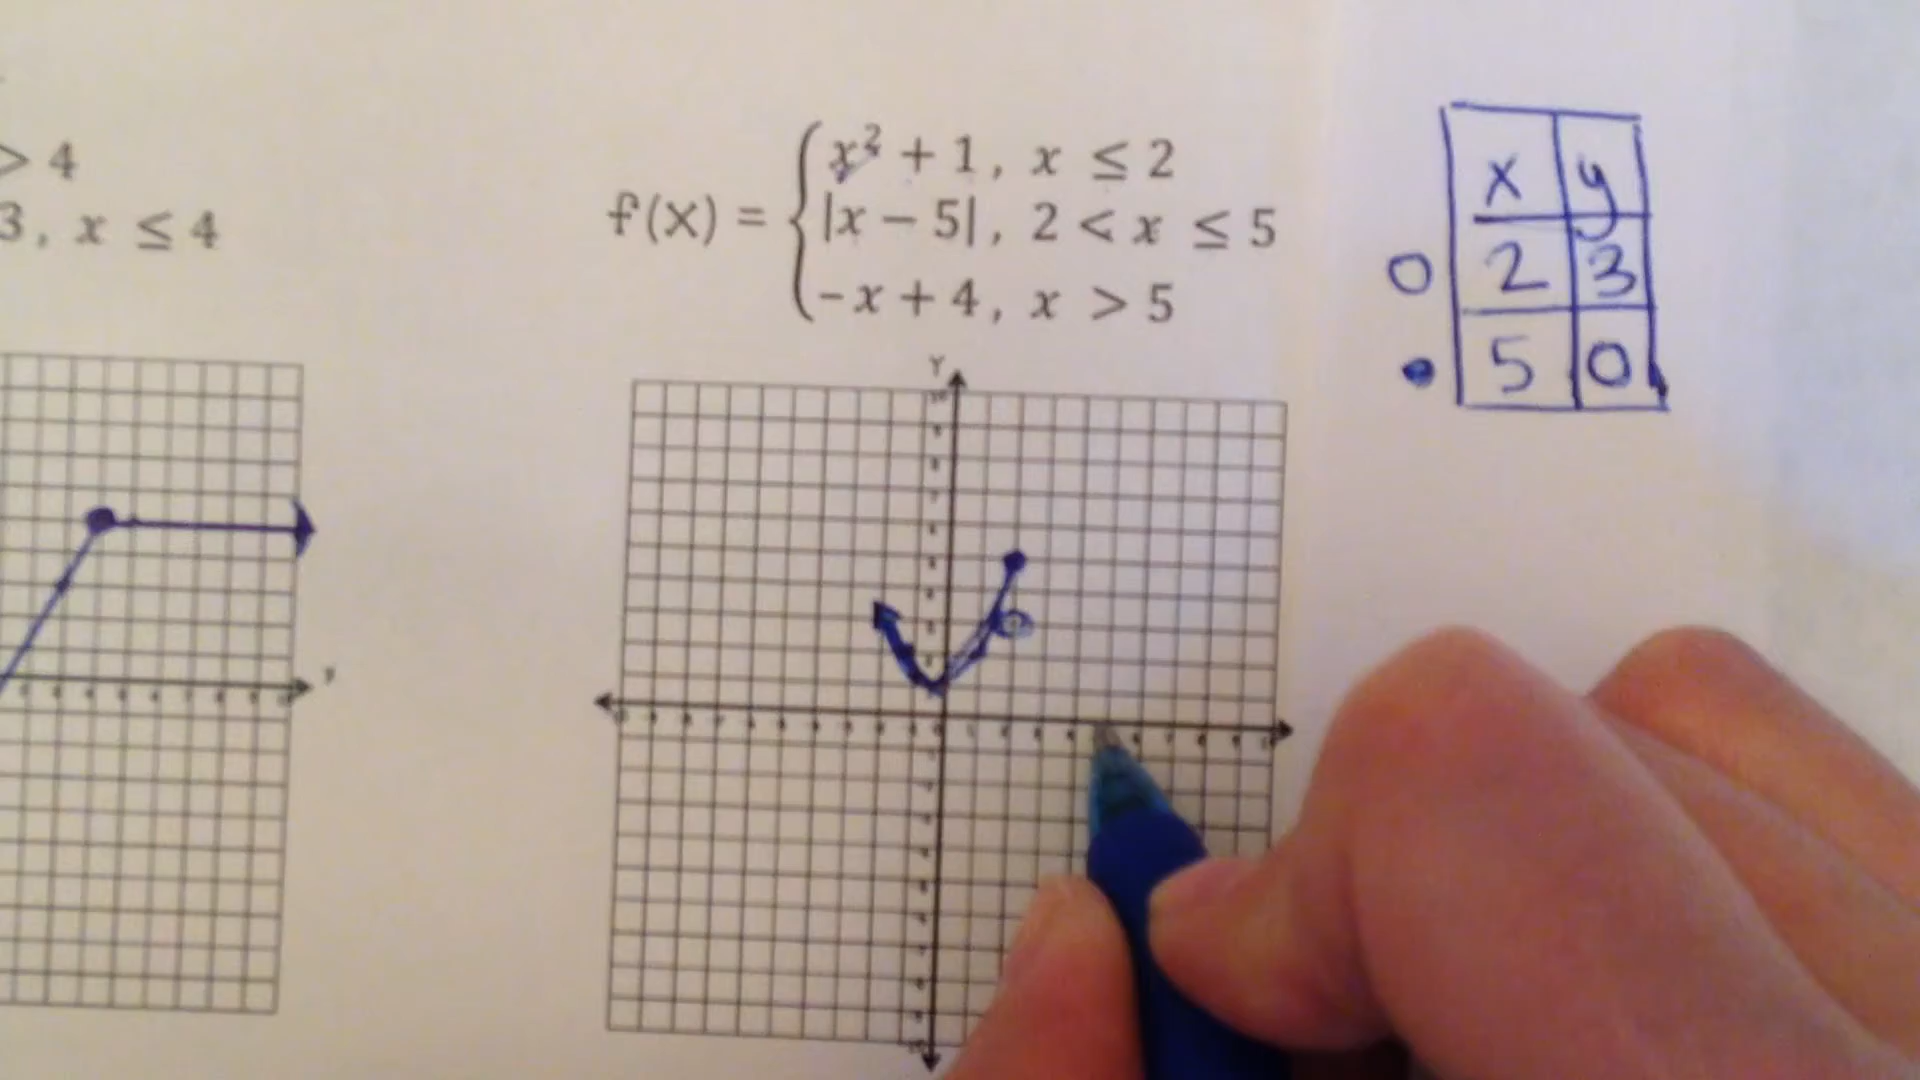 > 4
3, x ≤ 4
f(x) = { x² + 1, x ≤ 2
|x − 5|, 2 < x ≤ 5
−x + 4, x > 5
x y
O 2 3
• 5 0
Y